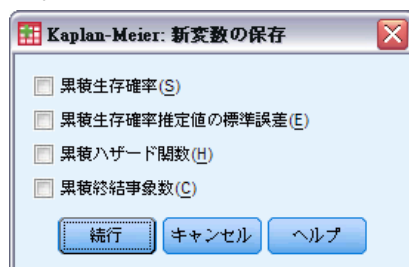 Kaplan-Meier: 新変数の保存
累積生存確率(S)
累積生存確率推定値の標準誤差(E)
累積ハザード関数(H)
累積終結事象数(C)
続行 キャンセル ヘルプ